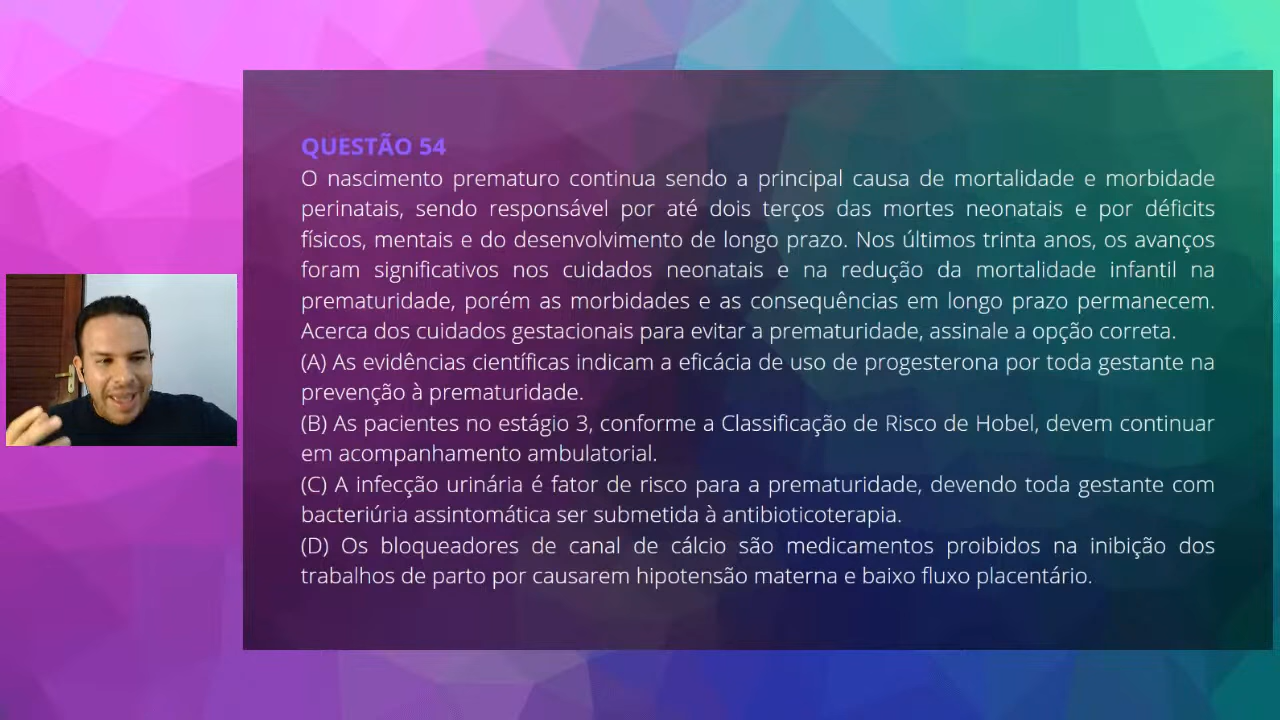 QUESTÃO 54
O nascimento prematuro continua sendo a principal causa de mortalidade e morbidade
perinatais, sendo responsável por até dois terços das mortes neonatais e por déficits
físicos, mentais e do desenvolvimento de longo prazo. Nos últimos trinta anos, os avanços
foram significativos nos cuidados neonatais e na redução da mortalidade infantil na
prematuridade, porém as morbidades e as consequências em longo prazo permanecem.
Acerca dos cuidados gestacionais para evitar a prematuridade, assinale a opção correta.
(A) As evidências científicas indicam a eficácia de uso de progesterona por toda gestante na
prevenção à prematuridade.
(B) As pacientes no estágio 3, conforme a Classificação de Risco de Hobel, devem continuar
em acompanhamento ambulatorial.
(C) A infecção urinária é fator de risco para a prematuridade, devendo toda gestante com
bacteriúria assintomática ser submetida à antibioticoterapia.
(D) Os bloqueadores de canal de cálcio são medicamentos proibidos na inibição dos
trabalhos de parto por causarem hipotensão materna e baixo fluxo placentário.